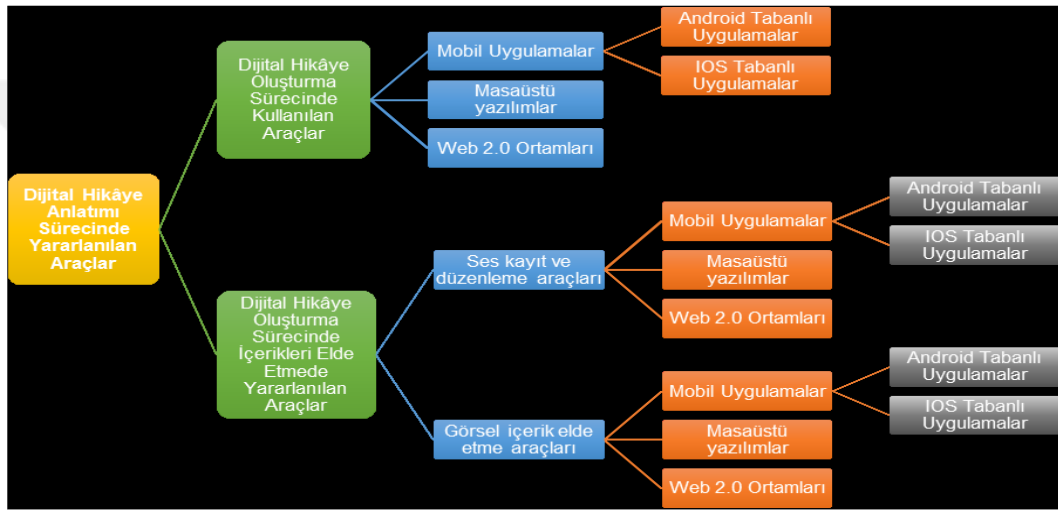 Dijital Hikâye
Anlatımı
Sürecinde
Yararlanılan
Araçlar
Dijital Hikâye
Oluşturma
Sürecinde
Kullanılan
Araçlar
Mobil Uygulamalar
Android Tabanlı
Uygulamalar
IOS Tabanlı
Uygulamalar
Masaüstü
yazılımlar
Web 2.0 Ortamları
Dijital Hikâye
Oluşturma
Sürecinde
İçerikleri Elde
Etmede
Yararlanılan
Araçlar
Ses kayıt ve
düzenleme araçları
Mobil Uygulamalar
Android Tabanlı
Uygulamalar
IOS Tabanlı
Uygulamalar
Masaüstü
yazılımlar
Web 2.0 Ortamları
Görsel içerik elde
etme araçları
Mobil Uygulamalar
Android Tabanlı
Uygulamalar
IOS Tabanlı
Uygulamalar
Masaüstü
yazılımlar
Web 2.0 Ortamları